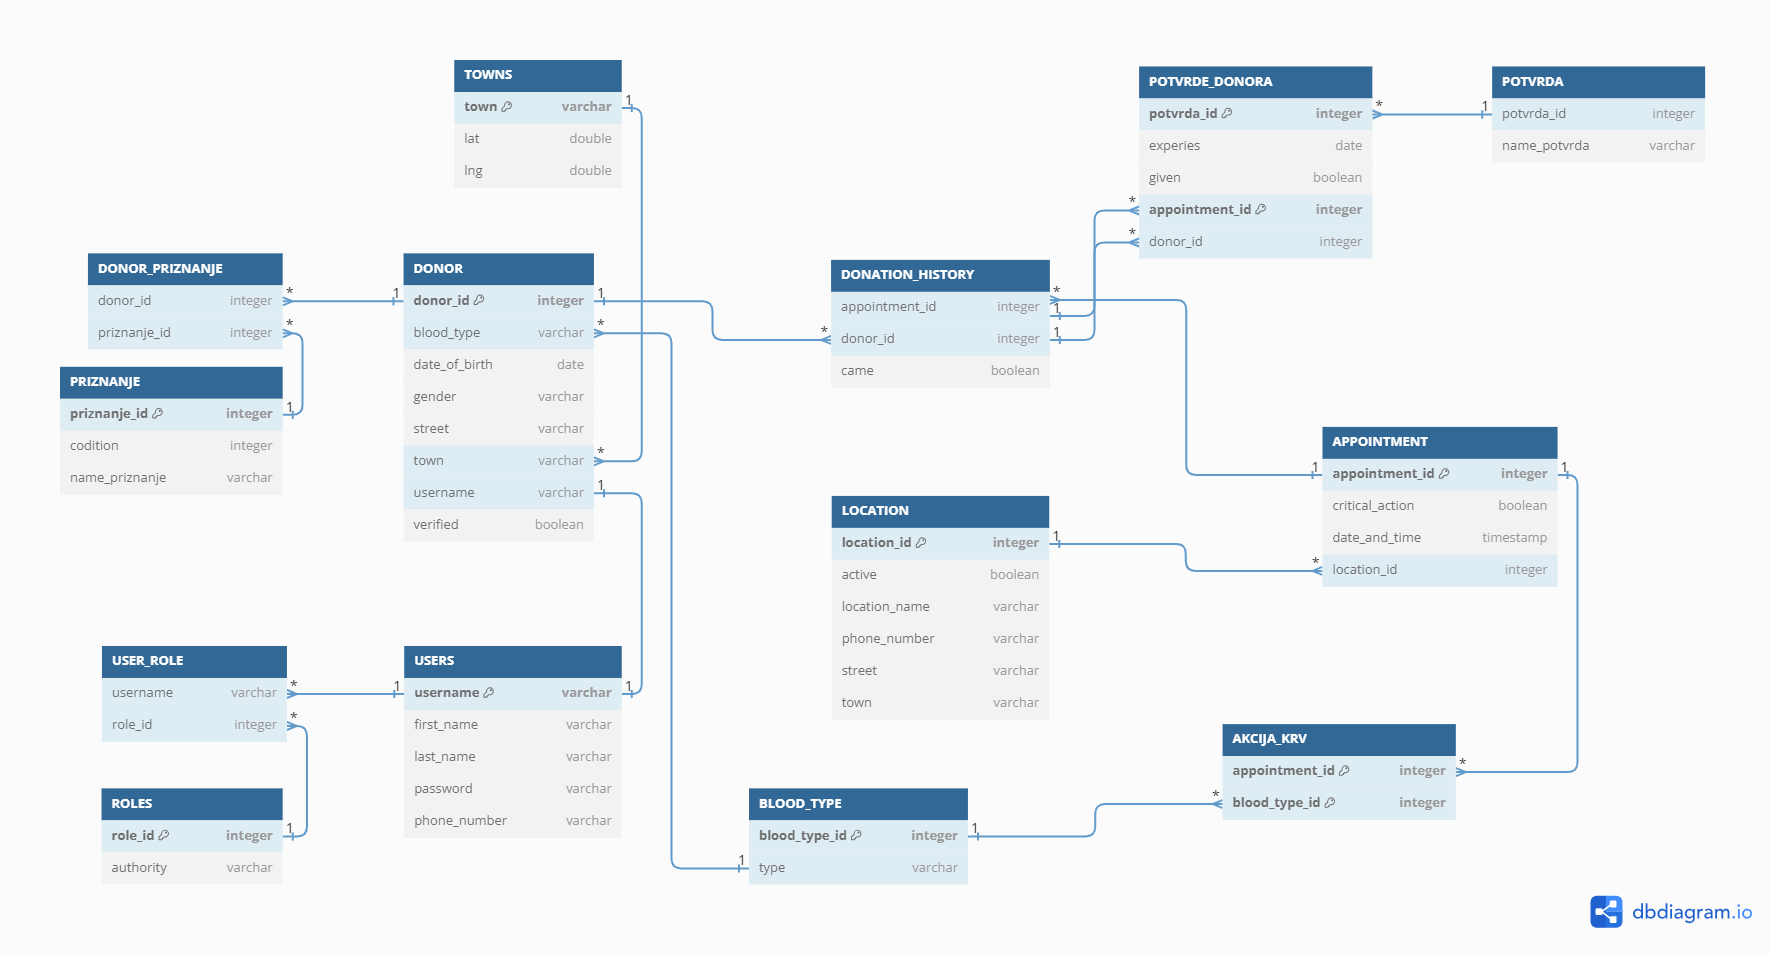 TOWNS
town varchar
lat double
lng double
1
POTVRDE_DONORA
potvrda_id integer
experies date
given boolean
appointment_id integer
donor_id integer
*
*
*
1
POTVRDA
potvrda_id integer
name_potvrda varchar
DONOR_PRIZNANJE
donor_id integer
priznanje_id integer
*
*
1
PRIZNANJE
priznanje_id integer
codition integer
name_priznanje varchar
1
DONOR
donor_id integer
blood_type varchar
date_of_birth date
gender varchar
street varchar
town varchar
username varchar
verified boolean
1
*
*
1
DONATION_HISTORY
appointment_id integer
donor_id integer
came boolean
*
*
1
1
APPOINTMENT
appointment_id integer
critical_action boolean
date_and_time timestamp
location_id integer
1
1
*
LOCATION
location_id integer
active boolean
location_name varchar
phone_number varchar
street varchar
town varchar
1
USER_ROLE
username varchar
role_id integer
*
*
1
ROLES
role_id integer
authority varchar
1
USERS
username varchar
first_name varchar
last_name varchar
password varchar
phone_number varchar
1
BLOOD_TYPE
blood_type_id integer
type varchar
1
1
AKCIJA_KRV
appointment_id integer
blood_type_id integer
*
*
dbdiagram.io